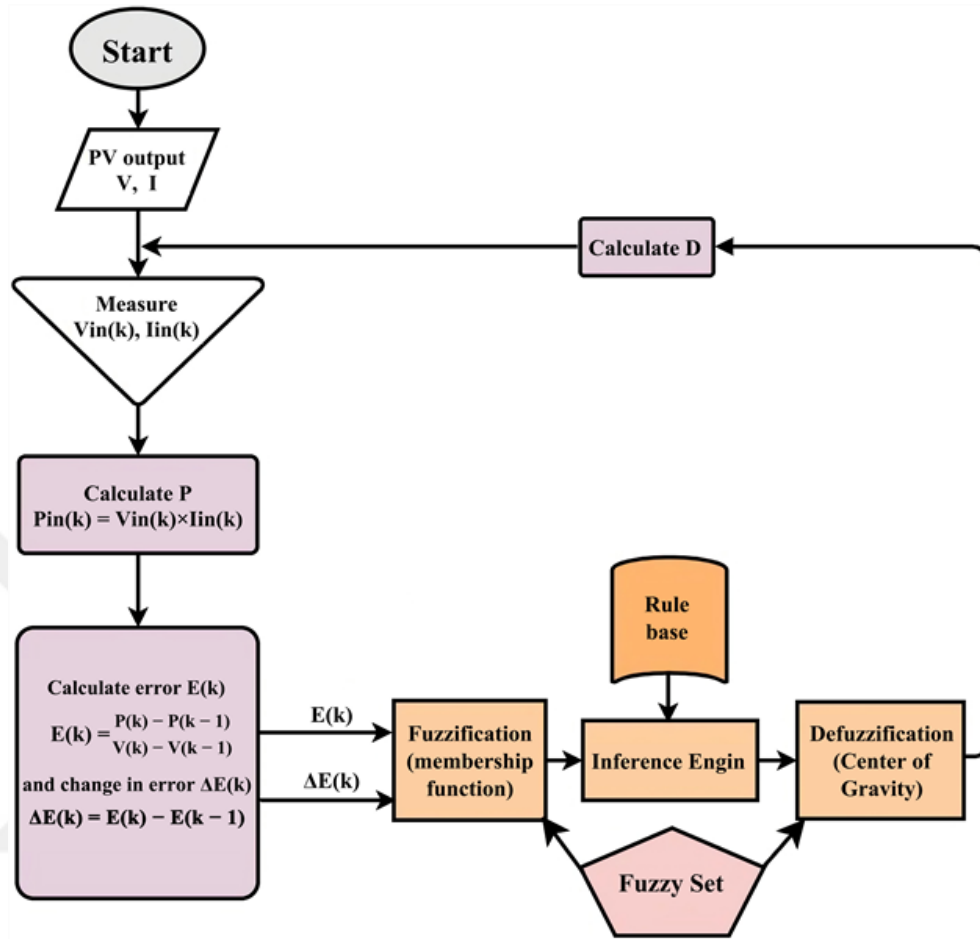 Start
PV output
V, I
Calculate D
Measure
Vin(k), Iin(k)
Calculate P
Pin(k) = Vin(k)×Iin(k)
Calculate error E(k)
E(k) = P(k) − P(k − 1)
V(k) − V(k − 1)
and change in error ΔE(k)
ΔE(k) = E(k) − E(k − 1)
E(k)
ΔE(k)
Fuzzification
(membership
function)
Rule
base
Inference Engin
Defuzzification
(Center of
Gravity)
Fuzzy Set